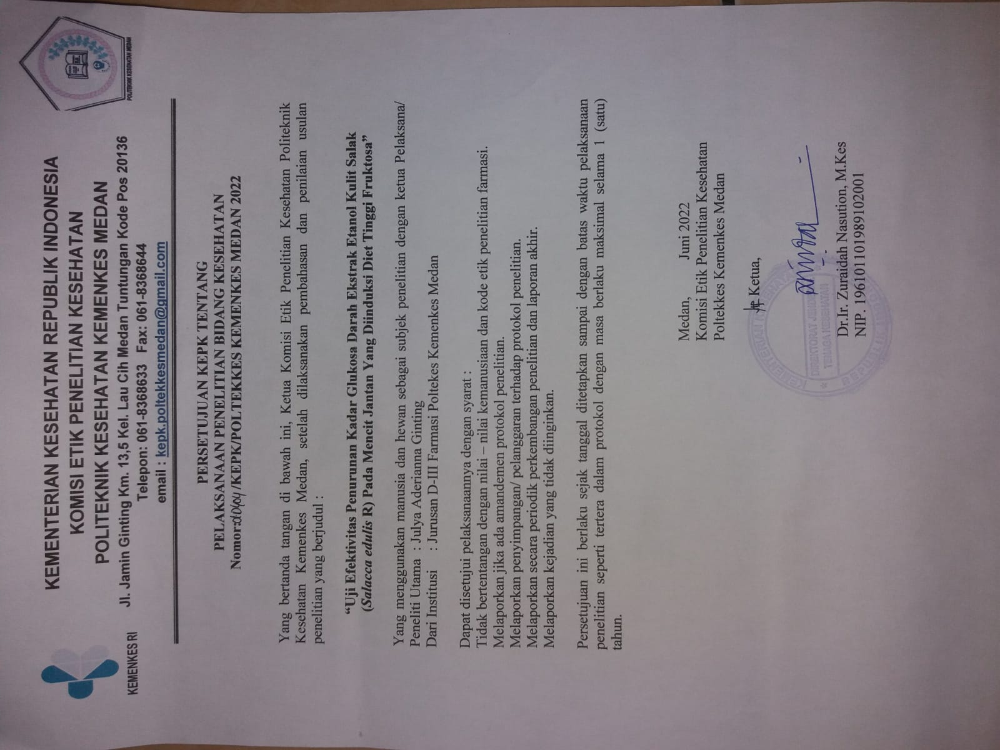 KEMENTERIAN KESEHATAN REPUBLIK INDONESIA
KOMISI ETIK PENELITIAN KESEHATAN
POLITEKNIK KESEHATAN KEMENKES MEDAN
KEMENKES RI
Jl. Jamin Ginting Km. 13,5 Kel. Lau Cih Medan Tuntungan Kode Pos 20136
Telepon: 061-8368633 Fax: 061-8368644
email : kepk.poltekkesmedan@gmail.com
POLITEKNIK KESEHATAN MEDAN
PERSETUJUAN KEPK TENTANG
PELAKSANAAN PENELITIAN BIDANG KESEHATAN
Nomor: /KEPK/POLTEKKES KEMENKES MEDAN 2022
Yang bertanda tangan di bawah ini, Ketua Komisi Etik Penelitian Kesehatan Politeknik
Kesehatan Kemenkes Medan, setelah dilaksanakan pembahasan dan penilaian usulan
penelitian yang berjudul :
“Uji Efektivitas Penurunan Kadar Glukosa Darah Ekstrak Etanol Kulit Salak
(Salacca edulis R) Pada Mencit Jantan Yang Diinduksi Diet Tinggi Fruktosa”
Yang menggunakan manusia dan hewan sebagai subjek penelitian dengan ketua Pelaksana/
Peneliti Utama : Julya Aderianna Ginting
Dari Institusi : Jurusan D-III Farmasi Poltekes Kemenkes Medan
Dapat disetujui pelaksanaannya dengan syarat :
Tidak bertentangan dengan nilai – nilai kemanusiaan dan kode etik penelitian farmasi.
Melaporkan jika ada amandemen protokol penelitian.
Melaporkan penyimpangan/ pelanggaran terhadap protokol penelitian.
Melaporkan secara periodik perkembangan penelitian dan laporan akhir.
Melaporkan kejadian yang tidak diinginkan.
Persetujuan ini berlaku sejak tanggal ditetapkan sampai dengan batas waktu pelaksanaan
penelitian seperti tertera dalam protokol dengan masa berlaku maksimal selama 1 (satu)
tahun.
Medan, Juni 2022
Komisi Etik Penelitian Kesehatan
Poltekkes Kemenkes Medan
Ketua,
KEMENTERIAN KESEHATAN
DIREKTORAT JENDERAL
TENAGA KESEHATAN
REPUBLIK INDONESIA
Dr.Ir. Zuraidah Nasution, M.Kes
NIP. 196101101989102001